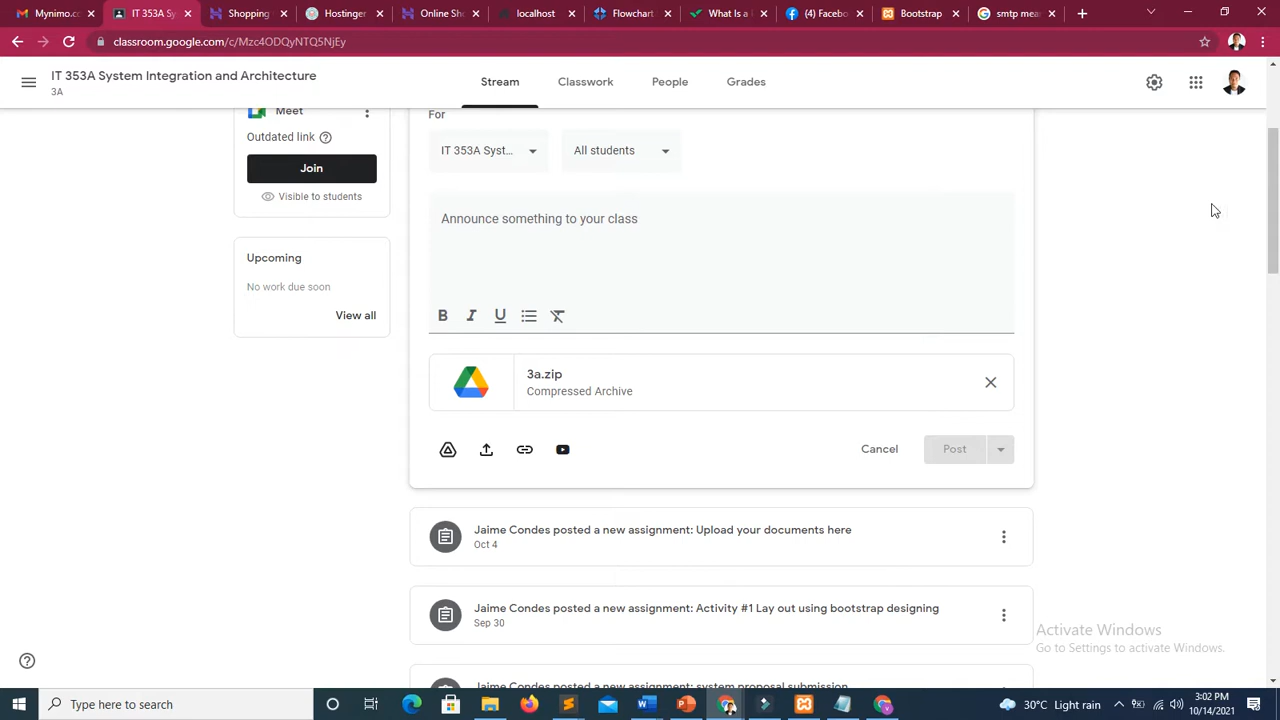 Mynimo.c
IT 353A Sy
Shopping
Hostinger
Online Sh
localhost
Flowchart
What Is a
(4) Faceb
Bootstrap
smtp mea
classroom.google.com/c/Mzc4ODQyNTQ5NjEy
IT 353A System Integration and Architecture
3A
Stream
Classwork
People
Grades
Meet
Outdated link
Join
Visible to students
Upcoming
No work due soon
View all
For
IT 353A Syst...
All students
Announce something to your class
B I U
3a.zip
Compressed Archive
Cancel
Post
Jaime Condes posted a new assignment: Upload your documents here
Oct 4
Jaime Condes posted a new assignment: Activity #1 Lay out using bootstrap designing
Sep 30
Jaime Condes posted a new assignment: system proposal submission
Activate Windows
Go to Settings to activate Windows.
Type here to search
30°C Light rain
3:02 PM
10/14/2021